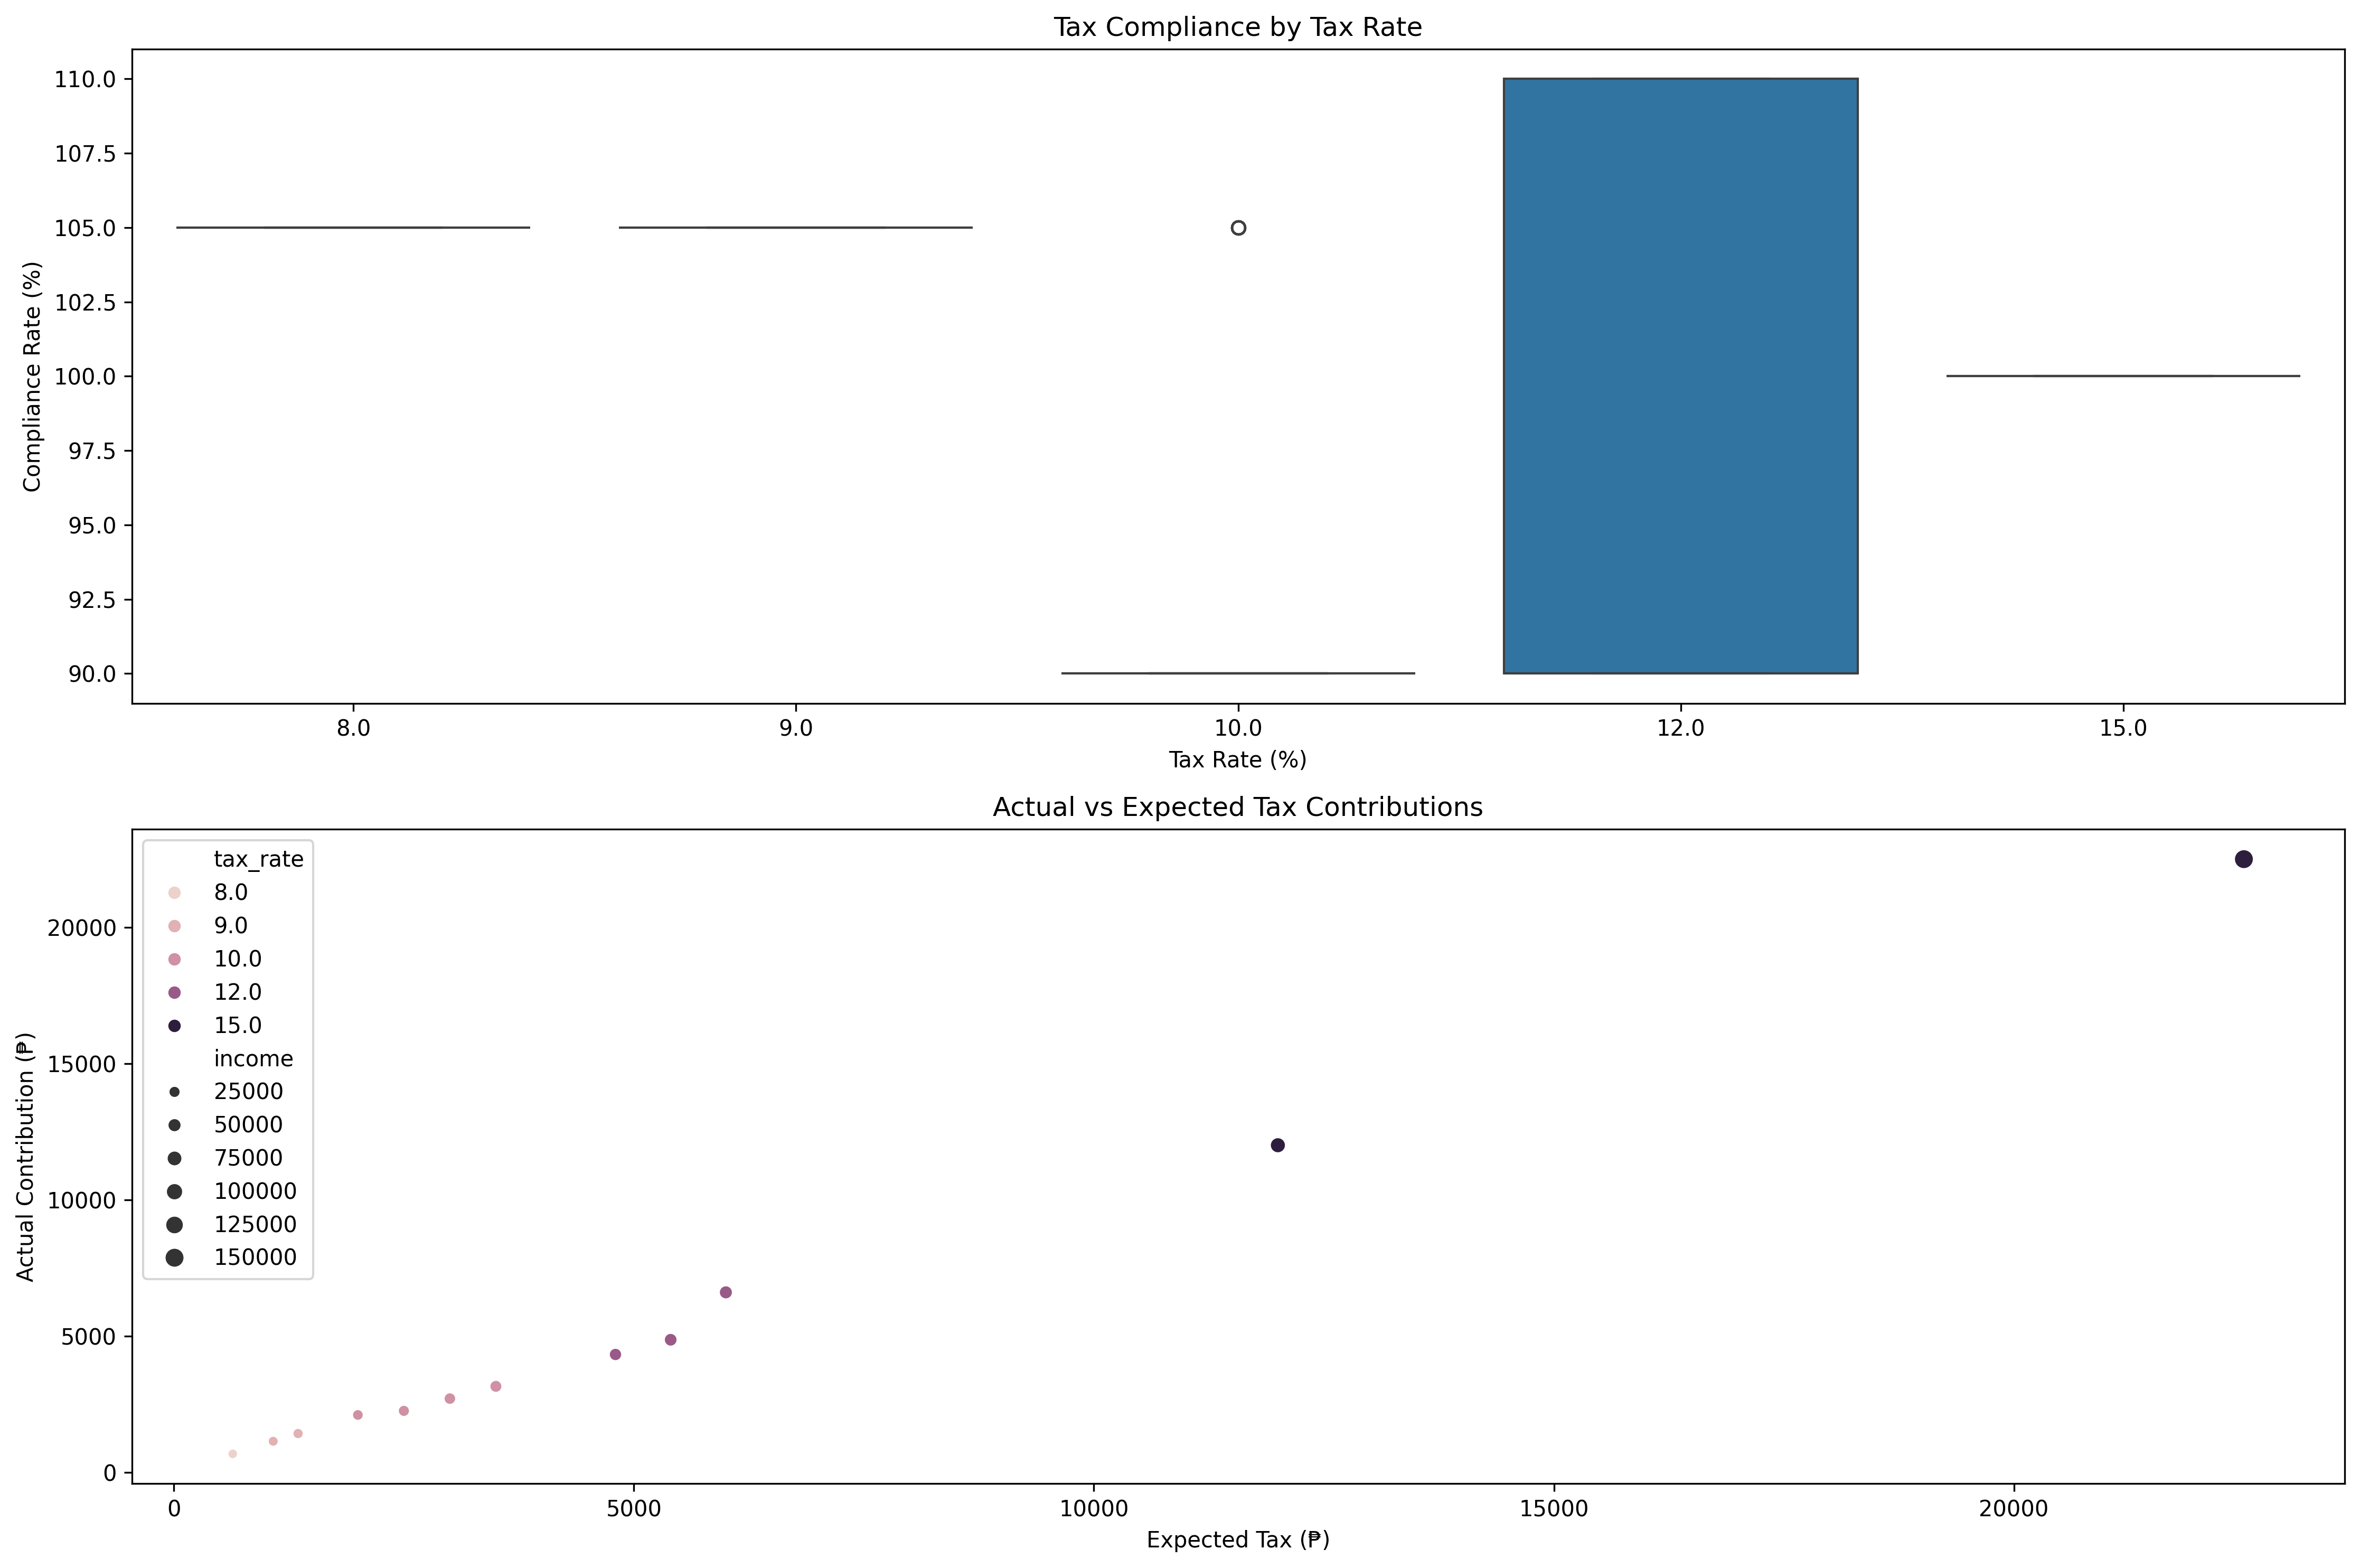 Tax Compliance by Tax Rate
Compliance Rate (%)
110.0
107.5
105.0
102.5
100.0
97.5
95.0
92.5
90.0
8.0 9.0 10.0 12.0 15.0
Tax Rate (%)
Actual vs Expected Tax Contributions
Actual Contribution (₱)
20000
15000
10000
5000
0
tax_rate
8.0
9.0
10.0
12.0
15.0
income
25000
50000
75000
100000
125000
150000
0 5000 10000 15000 20000
Expected Tax (₱)